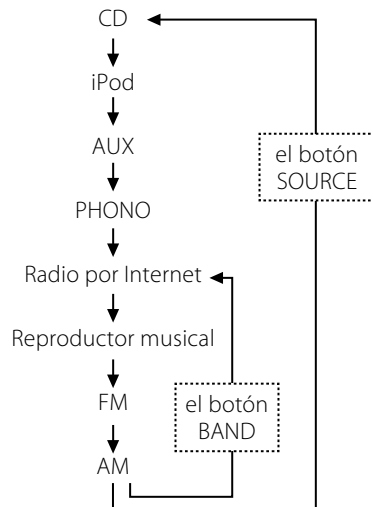 CD
iPod
AUX
el botón
SOURCE
PHONO
Radio por Internet
Reproductor musical
FM
el botón
BAND
AM